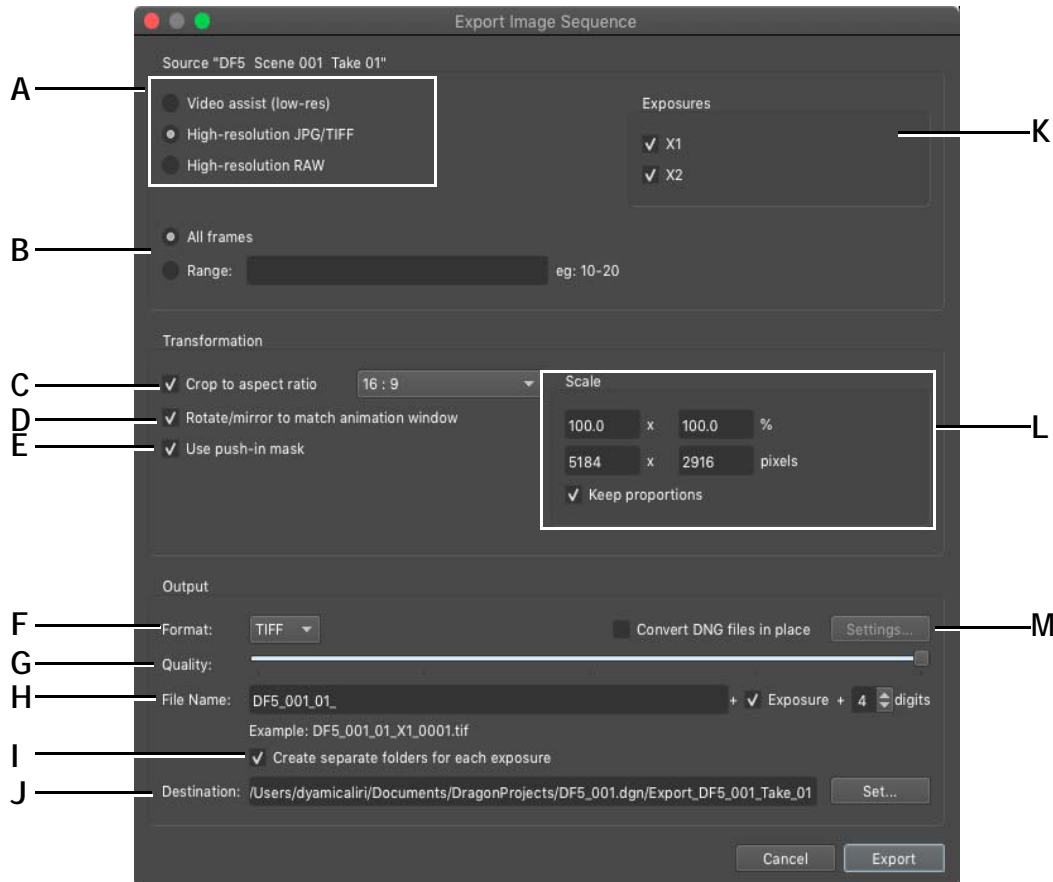 Export Image Sequence
Source "DF5 Scene 001 Take 01"
A
Video assist (low-res)
High-resolution JPG/TIFF
High-resolution RAW
Exposures
X1
X2
K
B
All frames
Range:
eg: 10-20
Transformation
C
Crop to aspect ratio
16 : 9
D
Rotate/mirror to match animation window
E
Use push-in mask
Scale
100.0 x 100.0 %
5184 x 2916 pixels
Keep proportions
L
Output
F
Format: TIFF
Convert DNG files in place
Settings...
M
G
Quality:
H
File Name: DF5_001_01_ + Exposure + 4 digits
Example: DF5_001_01_X1_0001.tif
I
Create separate folders for each exposure
J
Destination: /Users/dyamicaliri/Documents/DragonProjects/DF5_001.dgn/Export_DF5_001_Take_01 Set...
Cancel Export